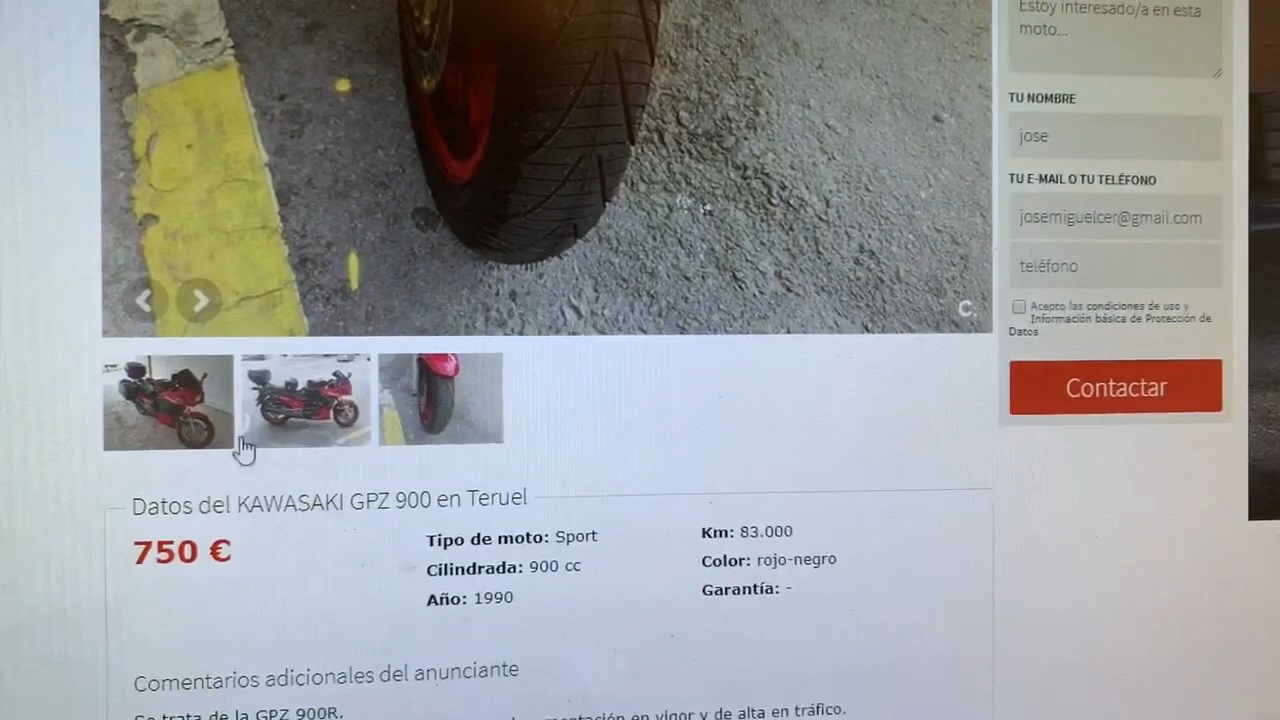 Estoy interesado/a en esta
moto...
TU NOMBRE
jose
TU E-MAIL O TU TELÉFONO
josemiguelcer@gmail.com
teléfono
Acepto las condiciones de uso y
Información básica de Protección de
Datos
Contactar
C.
Datos del KAWASAKI GPZ 900 en Teruel
750 €
Tipo de moto: Sport
Cilindrada: 900 cc
Año: 1990
Km: 83.000
Color: rojo-negro
Garantía: -
Comentarios adicionales del anunciante
Se trata de la GPZ 900R.
en vigor y de alta en tráfico.